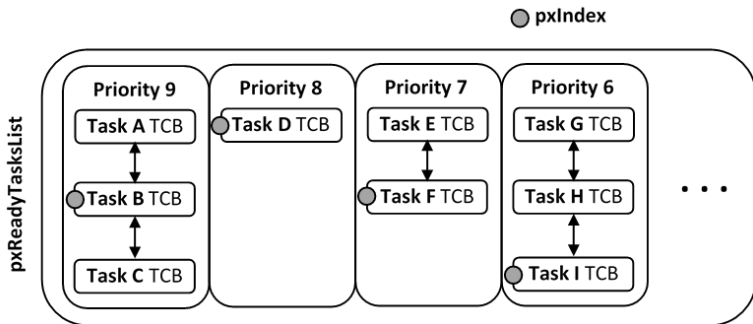 pxIndex
pxReadyTasksList
Priority 9
Task A TCB
Task B TCB
Task C TCB
Priority 8
Task D TCB
Priority 7
Task E TCB
Task F TCB
Priority 6
Task G TCB
Task H TCB
Task I TCB
...